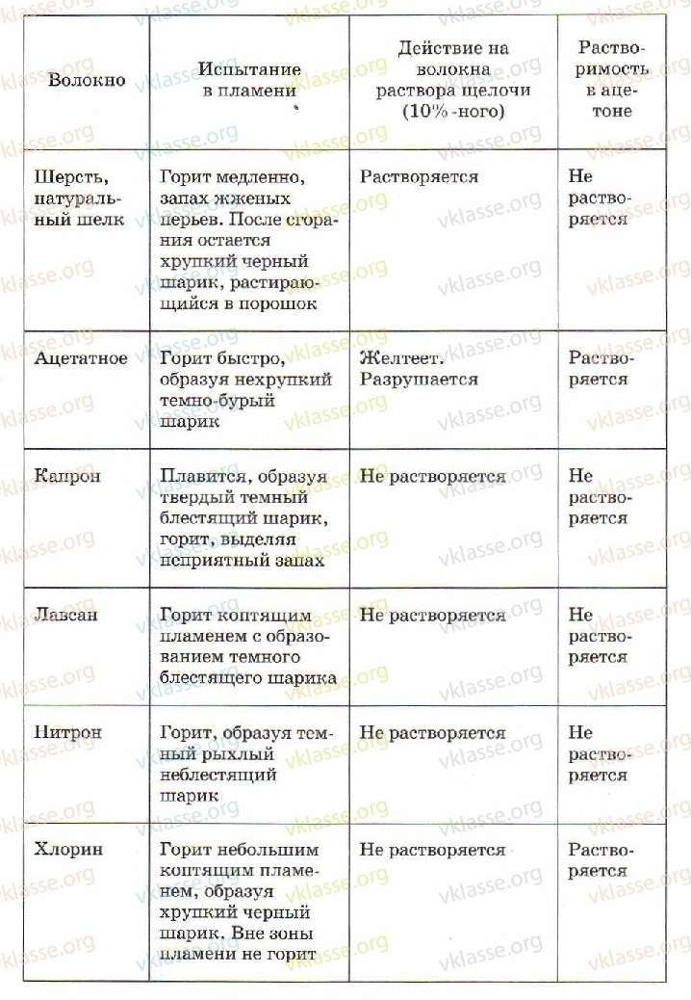 Волокно
Испытание
в пламени
Действие на
волокна
раствора щелочи
(10%-ного)
Раство-
римость
в аце-
тоне
Шерсть,
натураль-
ный шелк
Горит медленно,
запах жженых
перьев. После сгора-
ния остается
хрупкий черный
шарик, растираю-
щийся в порошок
Растворяется
Не
раство-
ряется
Ацетатное
Горит быстро,
образуя нехрупкий
темно-бурый
шарик
Желтеет.
Разрушается
Раство-
ряется
Капрон
Плавится, образуя
твердый темный
блестящий шарик,
горит, выделяя
неприятный запах
Не растворяется
Не
раство-
ряется
Лавсан
Горит коптящим
пламенем с образо-
ванием темного
блестящего шарика
Не растворяется
Не
раство-
ряется
Нитрон
Горит, образуя тем-
ный рыхлый
неблестящий
шарик
Не растворяется
Не
раство-
ряется
Хлорин
Горит небольшим
коптящим пламе-
нем, образуя
хрупкий черный
шарик. Вне зоны
пламени не горит
Не растворяется
Раство-
ряется
vklasse.org